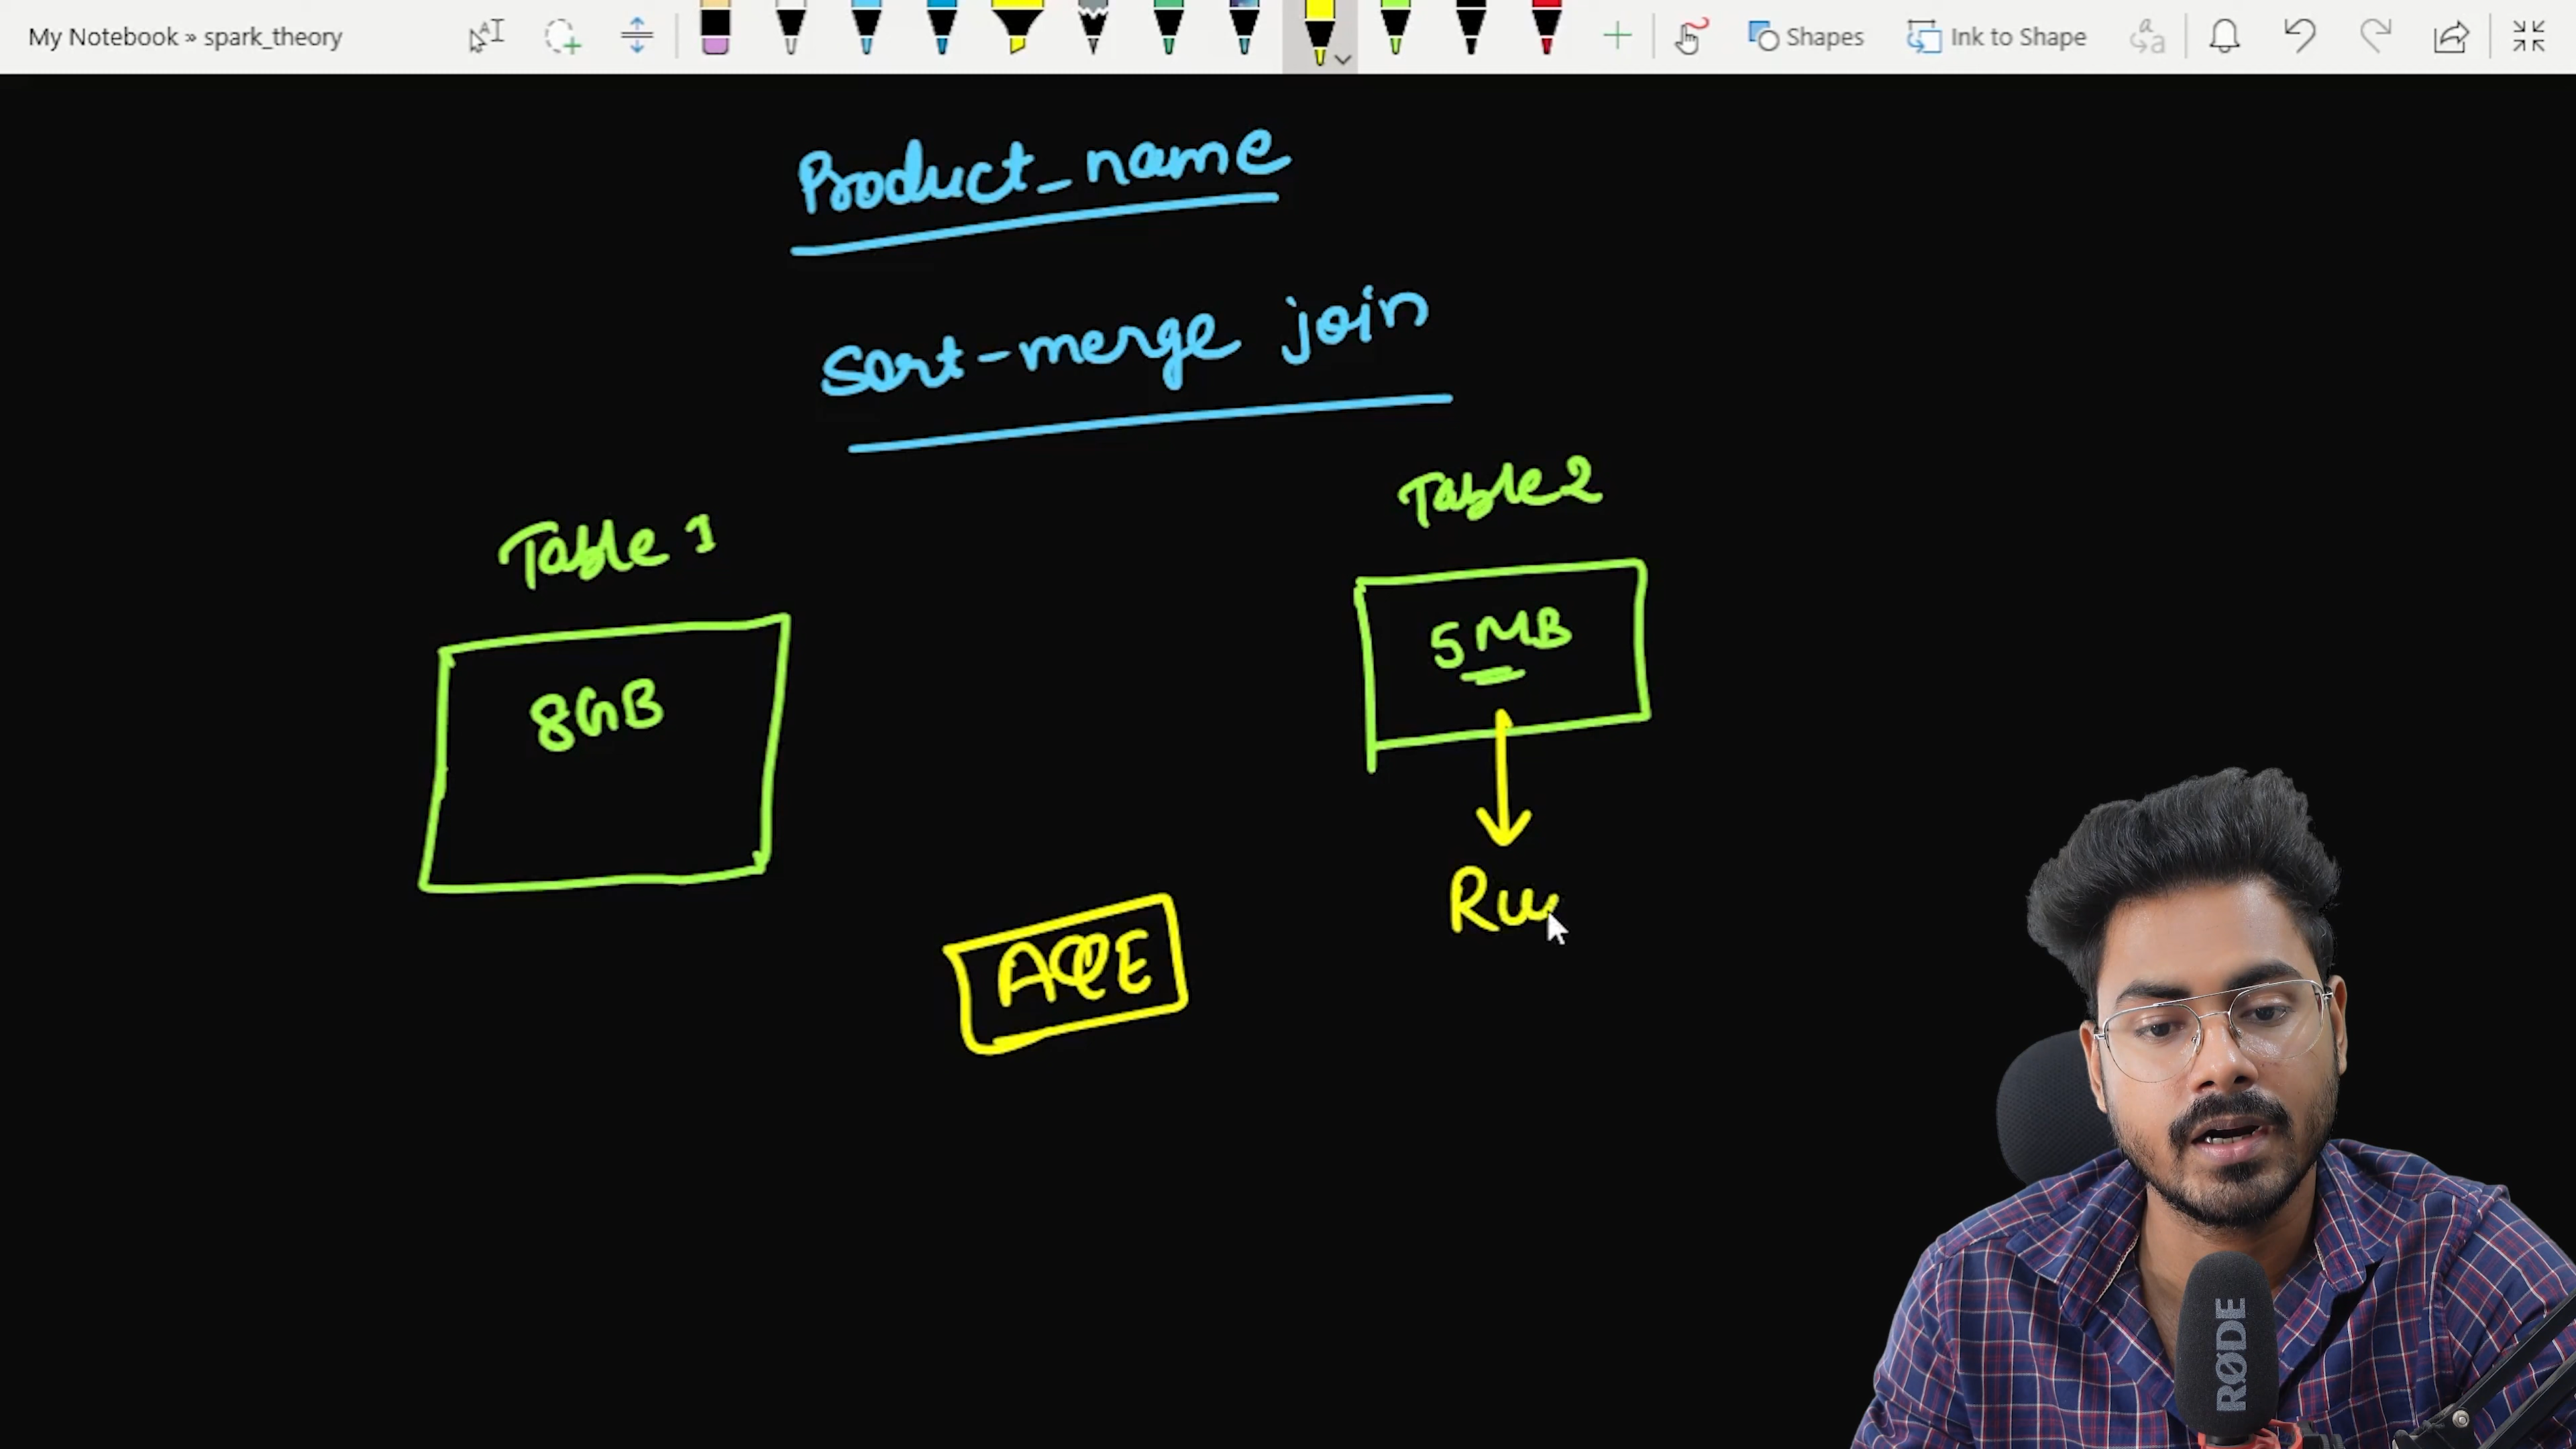 My Notebook » spark_theory
Shapes
Ink to Shape
Product_name
Sort-merge join
Table 1
Table 2
8GB
5MB
AQE
Ru
RØDE